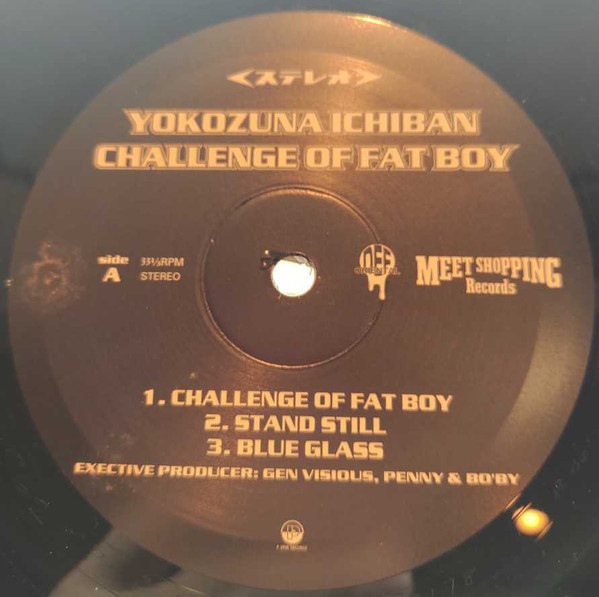 <ステレオ>
YOKOZUNA ICHIBAN
CHALLENGE OF FAT BOY
side A
33⅓RPM
STEREO
MEET SHOPPING
Records
1. CHALLENGE OF FAT BOY
2. STAND STILL
3. BLUE GLASS
EXECTIVE PRODUCER: GEN VISIOUS, PENNY & BO'BY